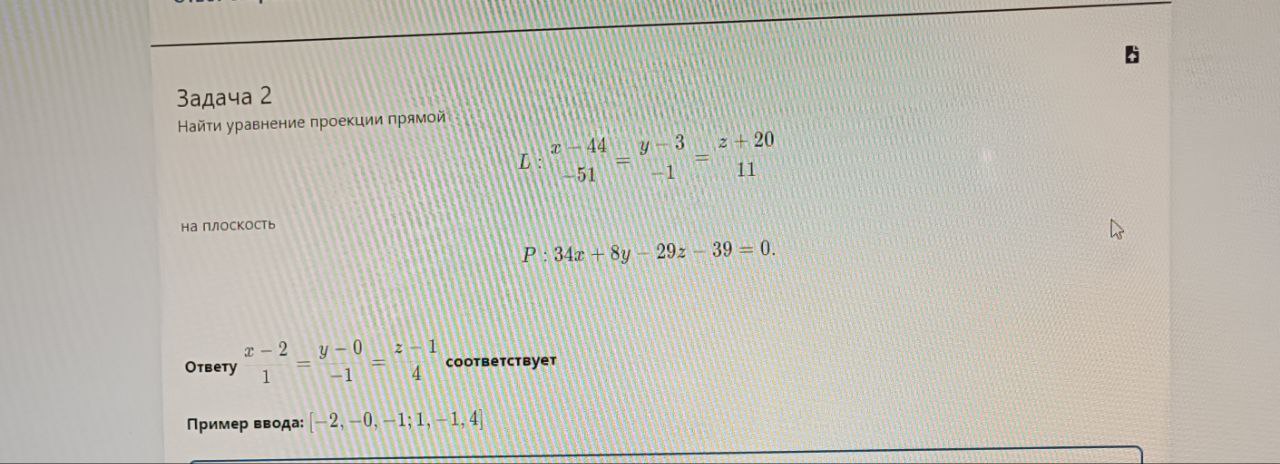 Задача 2
Найти уравнение проекции прямой
L : \frac{x - 44}{-51} = \frac{y - 3}{-1} = \frac{z + 20}{11}
на плоскость
P : 34x + 8y - 29z - 39 = 0.
Ответу \frac{x - 2}{1} = \frac{y - 0}{-1} = \frac{z - 1}{4} соответствует
Пример ввода: [-2, -0, -1; 1, -1, 4]